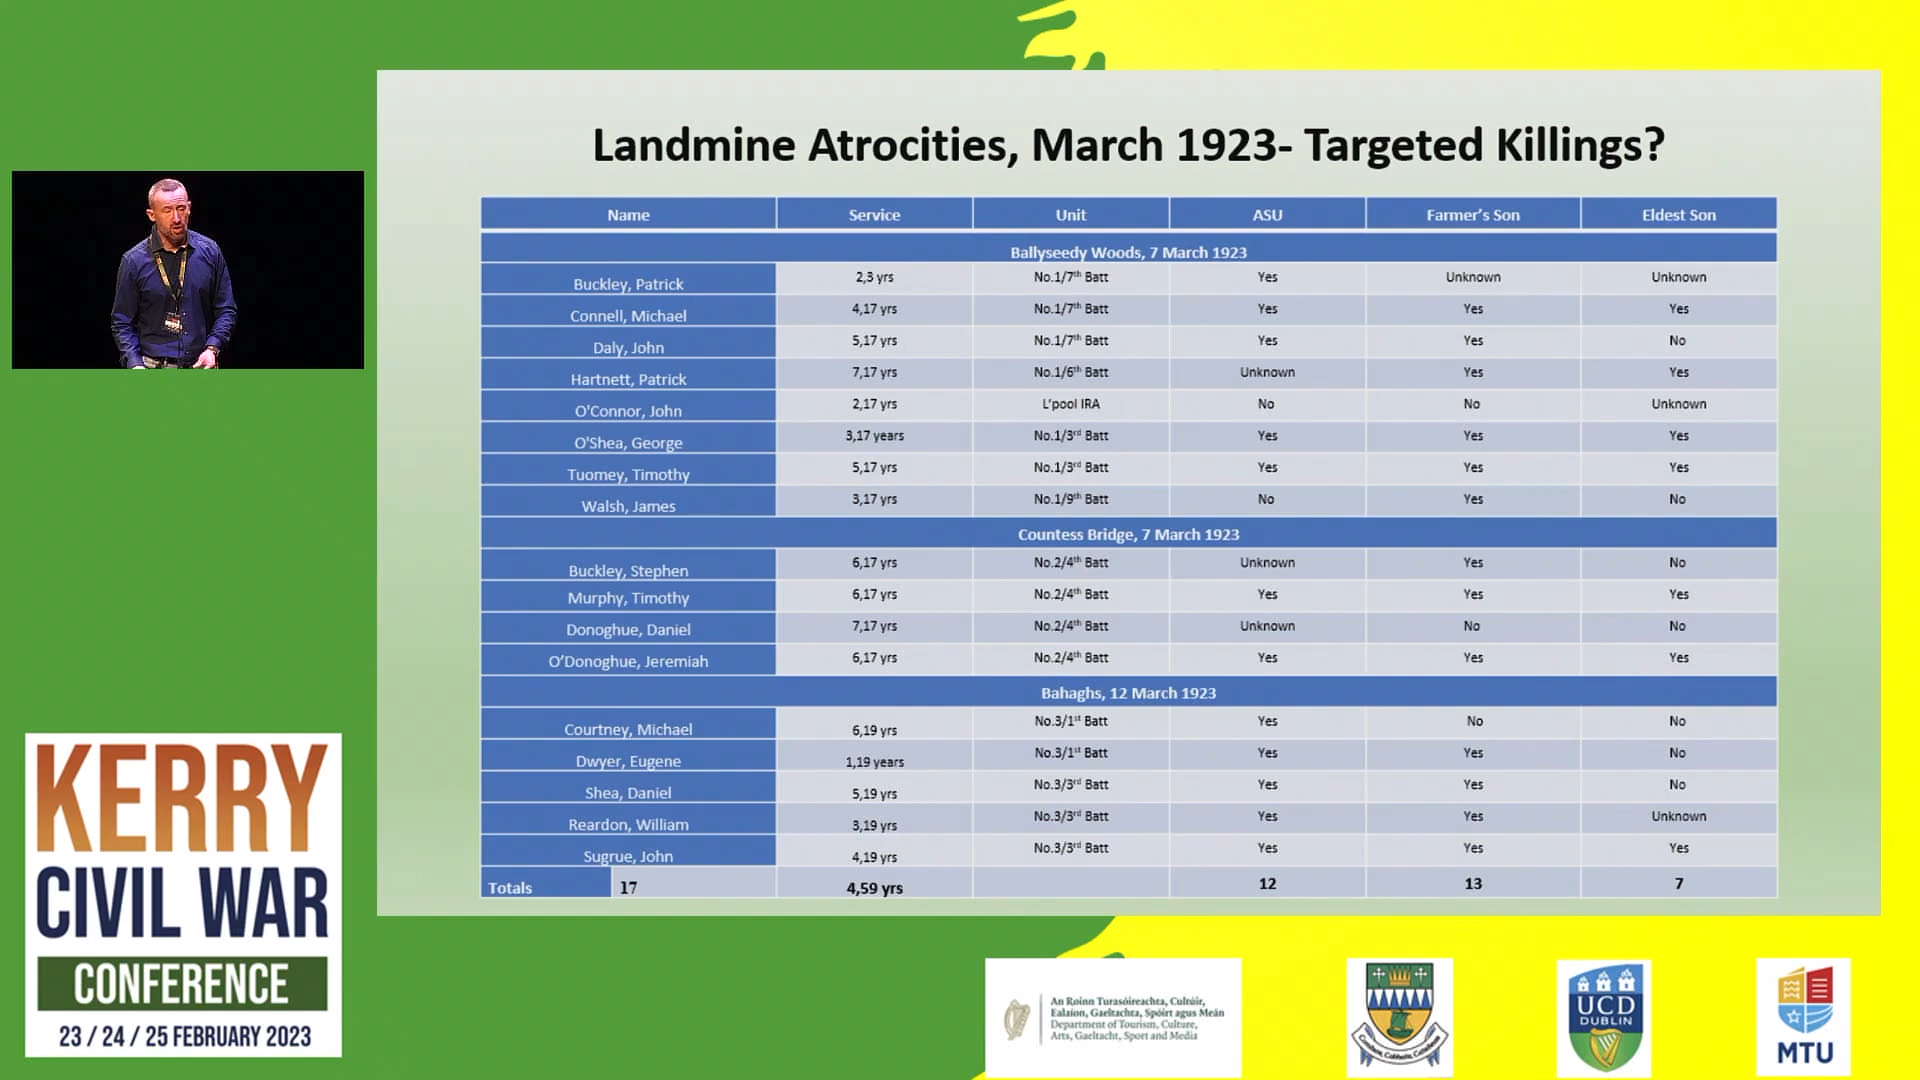 Landmine Atrocities, March 1923- Targeted Killings?
Name Service Unit ASU Farmer's Son Eldest Son
Ballyseedy Woods, 7 March 1923
Buckley, Patrick 2,3 yrs No.1/7th Batt Yes Unknown Unknown
Connell, Michael 4,17 yrs No.1/7th Batt Yes Yes Yes
Daly, John 5,17 yrs No.1/7th Batt Yes Yes No
Hartnett, Patrick 7,17 yrs No.1/6th Batt Unknown Yes Yes
O'Connor, John 2,17 yrs L'pool IRA No No Unknown
O'Shea, George 3,17 years No.1/3rd Batt Yes Yes Yes
Tuomey, Timothy 5,17 yrs No.1/3rd Batt Yes Yes Yes
Walsh, James 3,17 yrs No.1/9th Batt No Yes No
Countess Bridge, 7 March 1923
Buckley, Stephen 6,17 yrs No.2/4th Batt Unknown Yes No
Murphy, Timothy 6,17 yrs No.2/4th Batt Yes Yes Yes
Donoghue, Daniel 7,17 yrs No.2/4th Batt Unknown No No
O'Donoghue, Jeremiah 6,17 yrs No.2/4th Batt Yes Yes Yes
Bahaghs, 12 March 1923
Courtney, Michael 6,19 yrs No.3/1st Batt Yes No No
Dwyer, Eugene 1,19 years No.3/1st Batt Yes Yes No
Shea, Daniel 5,19 yrs No.3/3rd Batt Yes Yes No
Reardon, William 3,19 yrs No.3/3rd Batt Yes Yes Unknown
Sugrue, John 4,19 yrs No.3/3rd Batt Yes Yes Yes
Totals 17 4,59 yrs 12 13 7
KERRY
CIVIL WAR
CONFERENCE
23 / 24 / 25 FEBRUARY 2023
An Roinn Turasóireachta, Cultúir,
Ealaíon, Gaeltachta, Spóirt agus Meán
Department of Tourism, Culture,
Arts, Gaeltacht, Sport and Media
UCD
DUBLIN
MTU